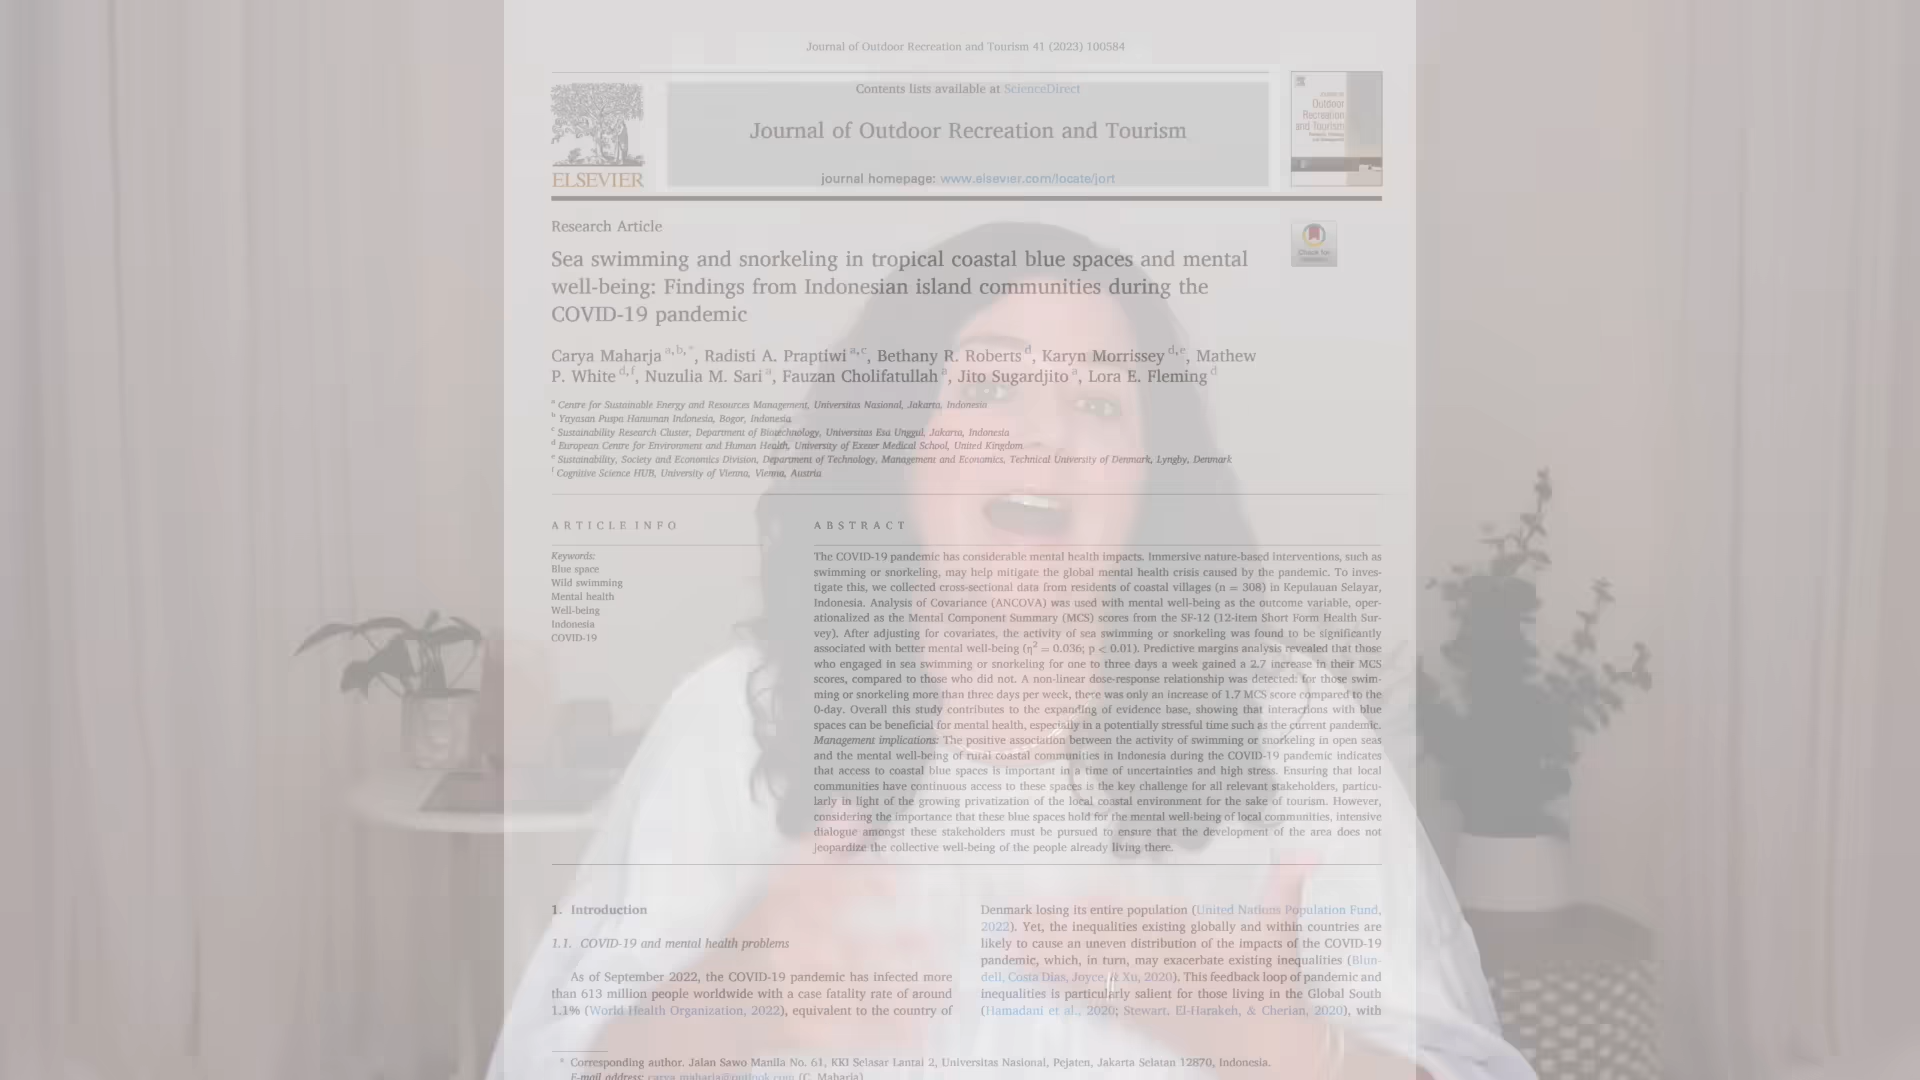 Journal of Outdoor Recreation and Tourism 41 (2023) 100584
Contents lists available at ScienceDirect
Journal of Outdoor Recreation and Tourism
journal homepage: www.elsevier.com/locate/jort
ELSEVIER
Outdoor
Recreation
and Tourism
Research Article
Check for
Sea swimming and snorkeling in tropical coastal blue spaces and mental
well-being: Findings from Indonesian island communities during the
COVID-19 pandemic
Carya Maharja a,b,*, Radisti A. Praptiwi a,c, Bethany R. Roberts d, Karyn Morrissey d,e, Mathew
P. White d,f, Nuzulia M. Sari a, Fauzan Cholifatullah a, Jito Sugardjito a, Lora E. Fleming d
a Centre for Sustainable Energy and Resources Management, Universitas Nasional, Jakarta, Indonesia
b Yayasan Puspa Hanuman Indonesia, Bogor, Indonesia
c Sustainability Research Cluster, Department of Biotechnology, Universitas Esa Unggul, Jakarta, Indonesia
d European Centre for Environment and Human Health, University of Exeter Medical School, United Kingdom
e Sustainability, Society and Economics Division, Department of Technology, Management and Economics, Technical University of Denmark, Lyngby, Denmark
f Cognitive Science HUB, University of Vienna, Vienna, Austria
ARTICLE INFO
Keywords:
Blue space
Wild swimming
Mental health
Well-being
Indonesia
COVID-19
ABSTRACT
The COVID-19 pandemic has considerable mental health impacts. Immersive nature-based interventions, such as
swimming or snorkeling, may help mitigate the global mental health crisis caused by the pandemic. To inves-
tigate this, we collected cross-sectional data from residents of coastal villages (n = 308) in Kepulauan Selayar,
Indonesia. Analysis of Covariance (ANCOVA) was used with mental well-being as the outcome variable, oper-
ationalized as the Mental Component Summary (MCS) scores from the SF-12 (12-item Short Form Health Sur-
vey). After adjusting for covariates, the activity of sea swimming or snorkeling was found to be significantly
associated with better mental well-being (η² = 0.036; p < 0.01). Predictive margins analysis revealed that those
who engaged in sea swimming or snorkeling for one to three days a week gained a 2.7 increase in their MCS
scores, compared to those who did not. A non-linear dose-response relationship was detected: for those swim-
ming or snorkeling more than three days per week, there was only an increase of 1.7 MCS score compared to the
0-day. Overall this study contributes to the expanding of evidence base, showing that interactions with blue
spaces can be beneficial for mental health, especially in a potentially stressful time such as the current pandemic.
Management implications: The positive association between the activity of swimming or snorkeling in open seas
and the mental well-being of rural coastal communities in Indonesia during the COVID-19 pandemic indicates
that access to coastal blue spaces is important in a time of uncertainties and high stress. Ensuring that local
communities have continuous access to these spaces is the key challenge for all relevant stakeholders, particu-
larly in light of the growing privatization of the local coastal environment for the sake of tourism. However,
considering the importance that these blue spaces hold for the mental well-being of local communities, intensive
dialogue amongst these stakeholders must be pursued to ensure that the development of the area does not
jeopardize the collective well-being of the people already living there.
1. Introduction
1.1. COVID-19 and mental health problems
As of September 2022, the COVID-19 pandemic has infected more
than 613 million people worldwide with a case fatality rate of around
1.1% (World Health Organization, 2022), equivalent to the country of
Denmark losing its entire population (United Nations Population Fund,
2022). Yet, the inequalities existing globally and within countries are
likely to cause an uneven distribution of the impacts of the COVID-19
pandemic, which, in turn, may exacerbate existing inequalities (Blun-
dell, Costa Dias, Joyce, & Xu, 2020). This feedback loop of pandemic and
inequalities is particularly salient for those living in the Global South
(Hamadani et al., 2020; Stewart, El-Harakeh, & Cherian, 2020), with
* Corresponding author. Jalan Sawo Manila No. 61, KKI Selasar Lantai 2, Universitas Nasional, Pejaten, Jakarta Selatan 12870, Indonesia.
E-mail address: carya.maharja@outlook.com (C. Maharja)